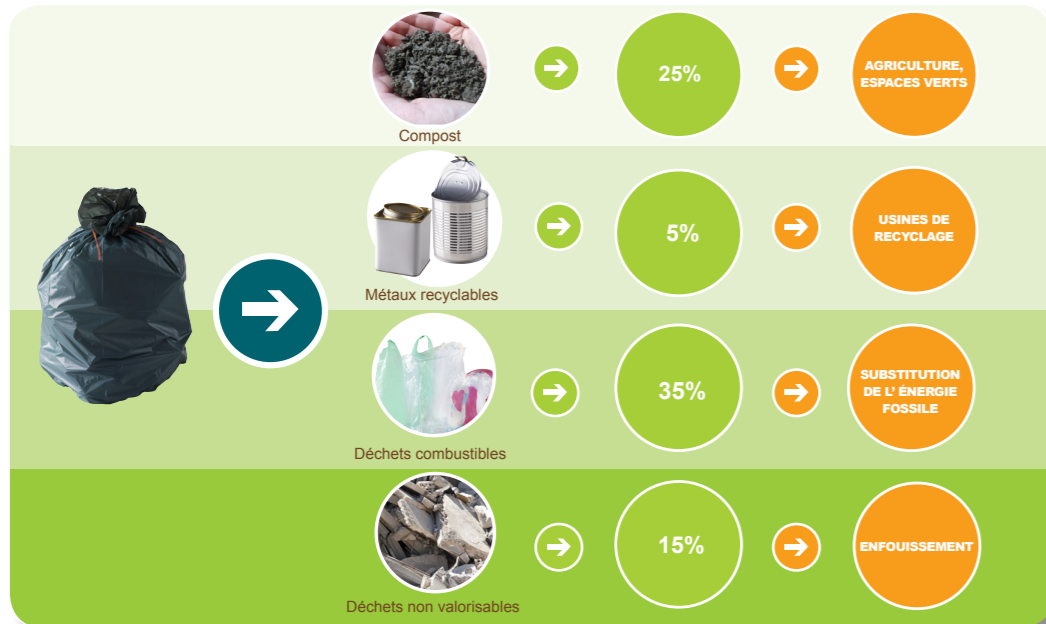 Compost
25%
AGRICULTURE,
ESPACES VERTS
Métaux recyclables
5%
USINES DE
RECYCLAGE
Déchets combustibles
35%
SUBSTITUTION
DE L’ ÉNERGIE
FOSSILE
Déchets non valorisables
15%
ENFOUISSEMENT